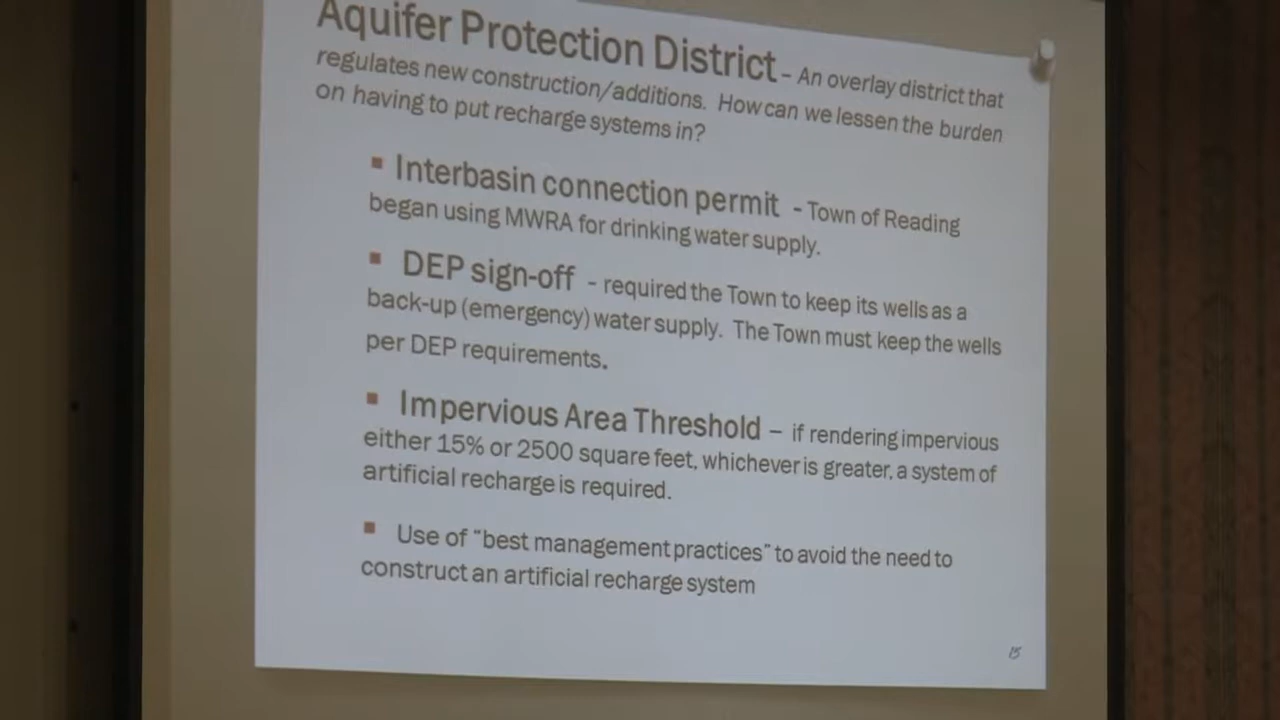 Aquifer Protection District – An overlay district that
regulates new construction/additions. How can we lessen the burden
on having to put recharge systems in?
▪ Interbasin connection permit - Town of Reading
began using MWRA for drinking water supply.
▪ DEP sign-off - required the Town to keep its wells as a
back-up (emergency) water supply. The Town must keep the wells
per DEP requirements.
▪ Impervious Area Threshold – if rendering impervious
either 15% or 2500 square feet, whichever is greater, a system of
artificial recharge is required.
▪ Use of "best management practices" to avoid the need to
construct an artificial recharge system
15